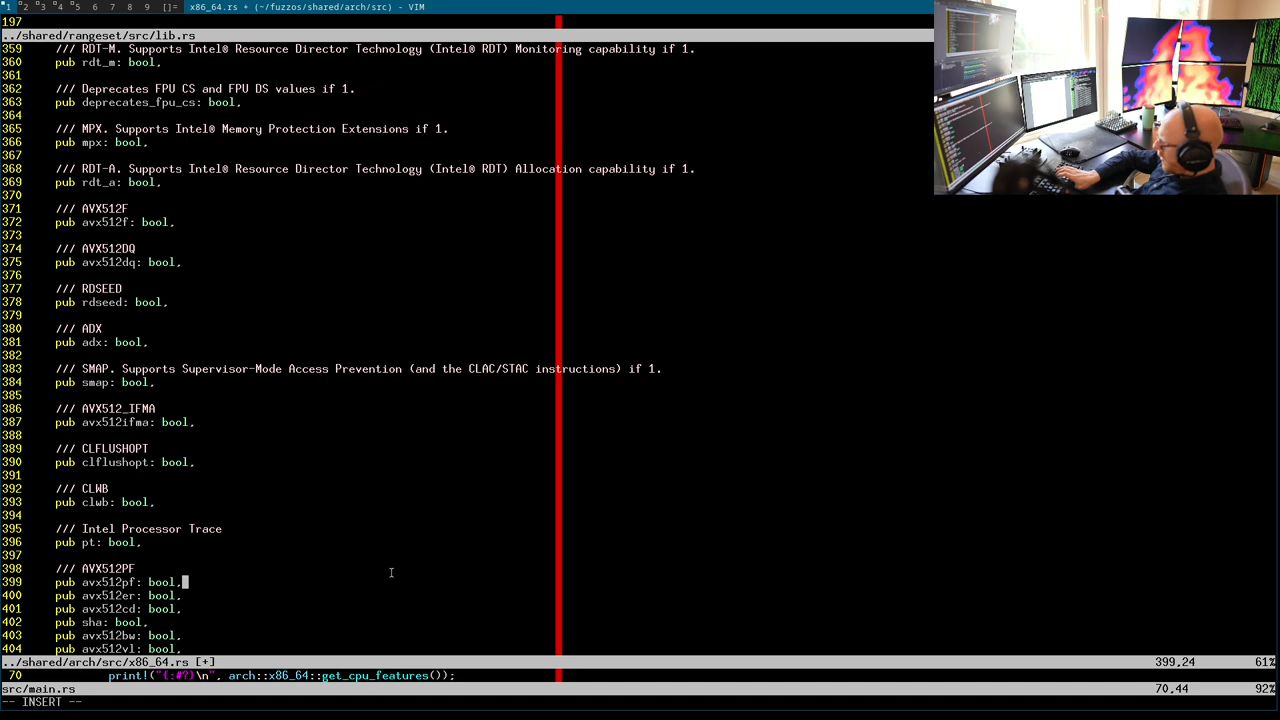 1 2 3 4 5 6 7 8 9 []= x86_64.rs + (~/fuzzos/shared/arch/src) - VIM
197
../shared/rangeset/src/lib.rs
359 /// RDT-M. Supports Intel® Resource Director Technology (Intel® RDT) Monitoring capability if 1.
360 pub rdt_m: bool,
361
362 /// Deprecates FPU CS and FPU DS values if 1.
363 pub deprecates_fpu_cs: bool,
364
365 /// MPX. Supports Intel® Memory Protection Extensions if 1.
366 pub mpx: bool,
367
368 /// RDT-A. Supports Intel® Resource Director Technology (Intel® RDT) Allocation capability if 1.
369 pub rdt_a: bool,
370
371 /// AVX512F
372 pub avx512f: bool,
373
374 /// AVX512DQ
375 pub avx512dq: bool,
376
377 /// RDSEED
378 pub rdseed: bool,
379
380 /// ADX
381 pub adx: bool,
382
383 /// SMAP. Supports Supervisor-Mode Access Prevention (and the CLAC/STAC instructions) if 1.
384 pub smap: bool,
385
386 /// AVX512_IFMA
387 pub avx512ifma: bool,
388
389 /// CLFLUSHOPT
390 pub clflushopt: bool,
391
392 /// CLWB
393 pub clwb: bool,
394
395 /// Intel Processor Trace
396 pub pt: bool,
397
398 /// AVX512PF
399 pub avx512pf: bool,
400 pub avx512er: bool,
401 pub avx512cd: bool,
402 pub sha: bool,
403 pub avx512bw: bool,
404 pub avx512vl: bool,
../shared/arch/src/x86_64.rs [+] 399,24 61%
70 print!("{:#?}\n", arch::x86_64::get_cpu_features());
src/main.rs 70,44 92%
-- INSERT --